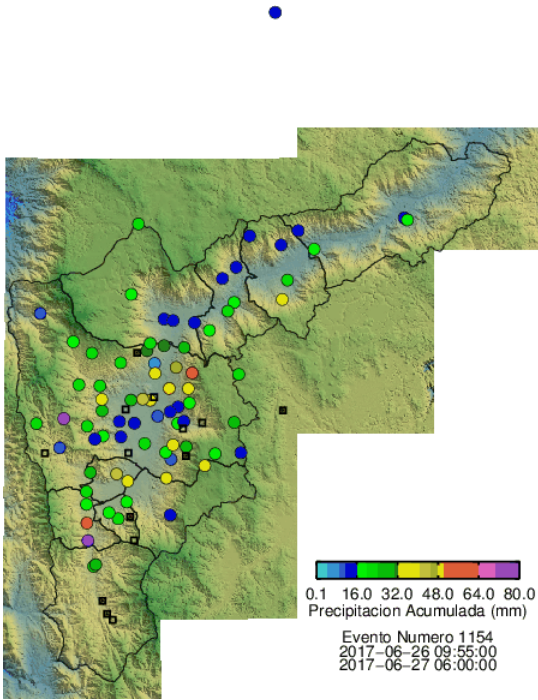 0.1 16.0 32.0 48.0 64.0 80.0
Precipitacion Acumulada (mm)
Evento Numero 1154
2017-06-26 09:55:00
2017-06-27 06:00:00